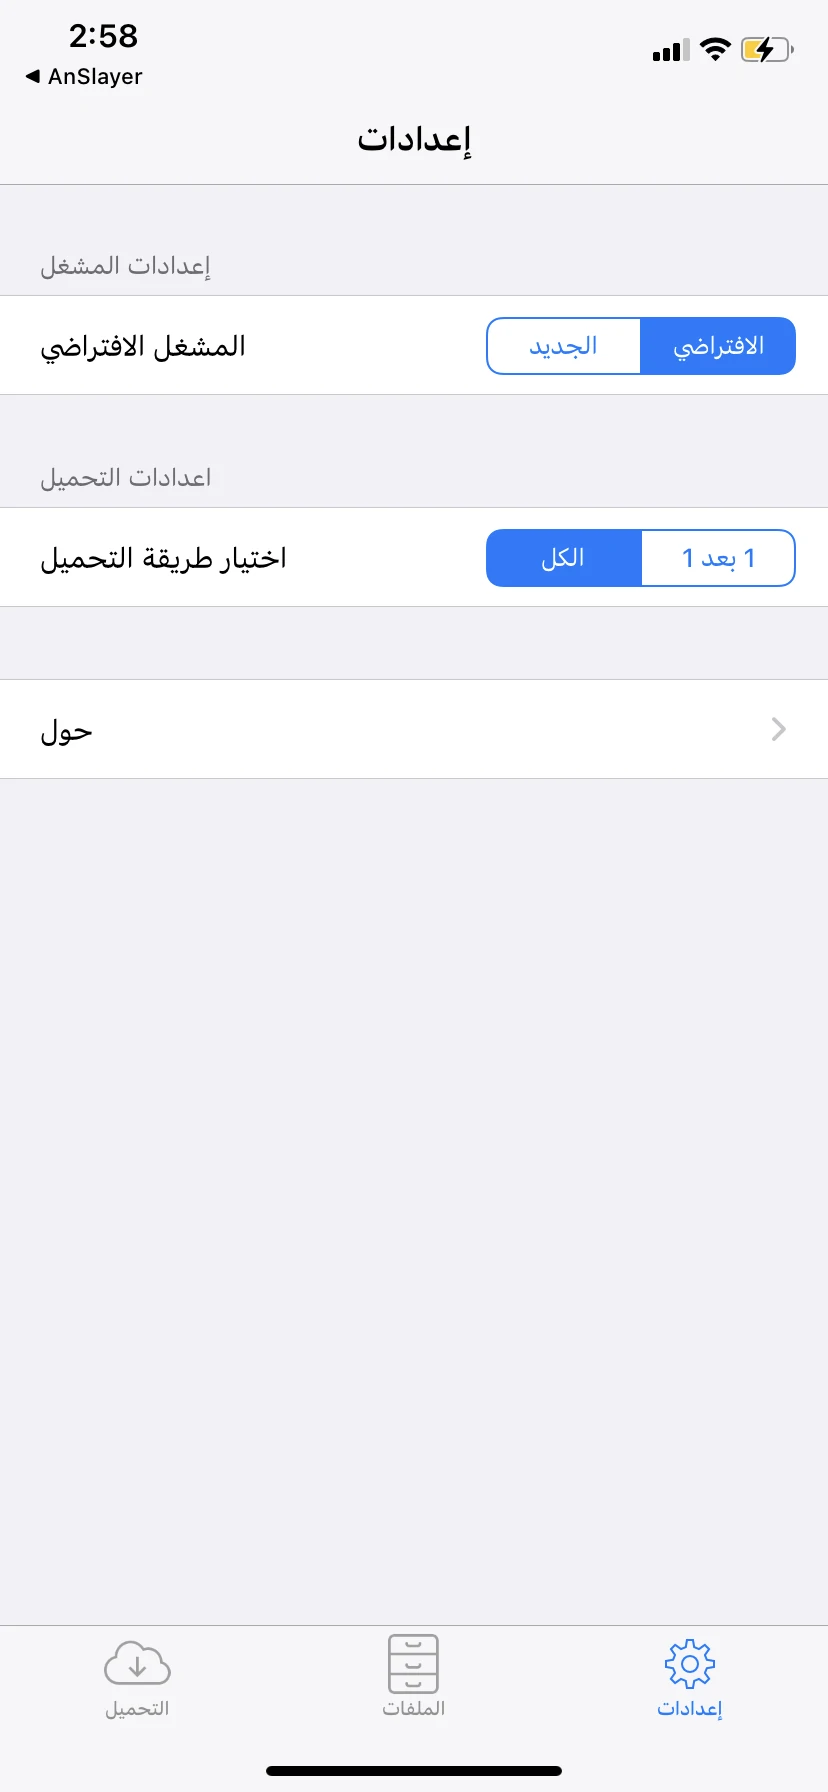 2:58
◀ AnSlayer
إعدادات
إعدادات المشغل
المشغل الافتراضي
الجديد
الافتراضي
اعدادات التحميل
اختيار طريقة التحميل
الكل
1 بعد 1
حول
التحميل
الملفات
إعدادات